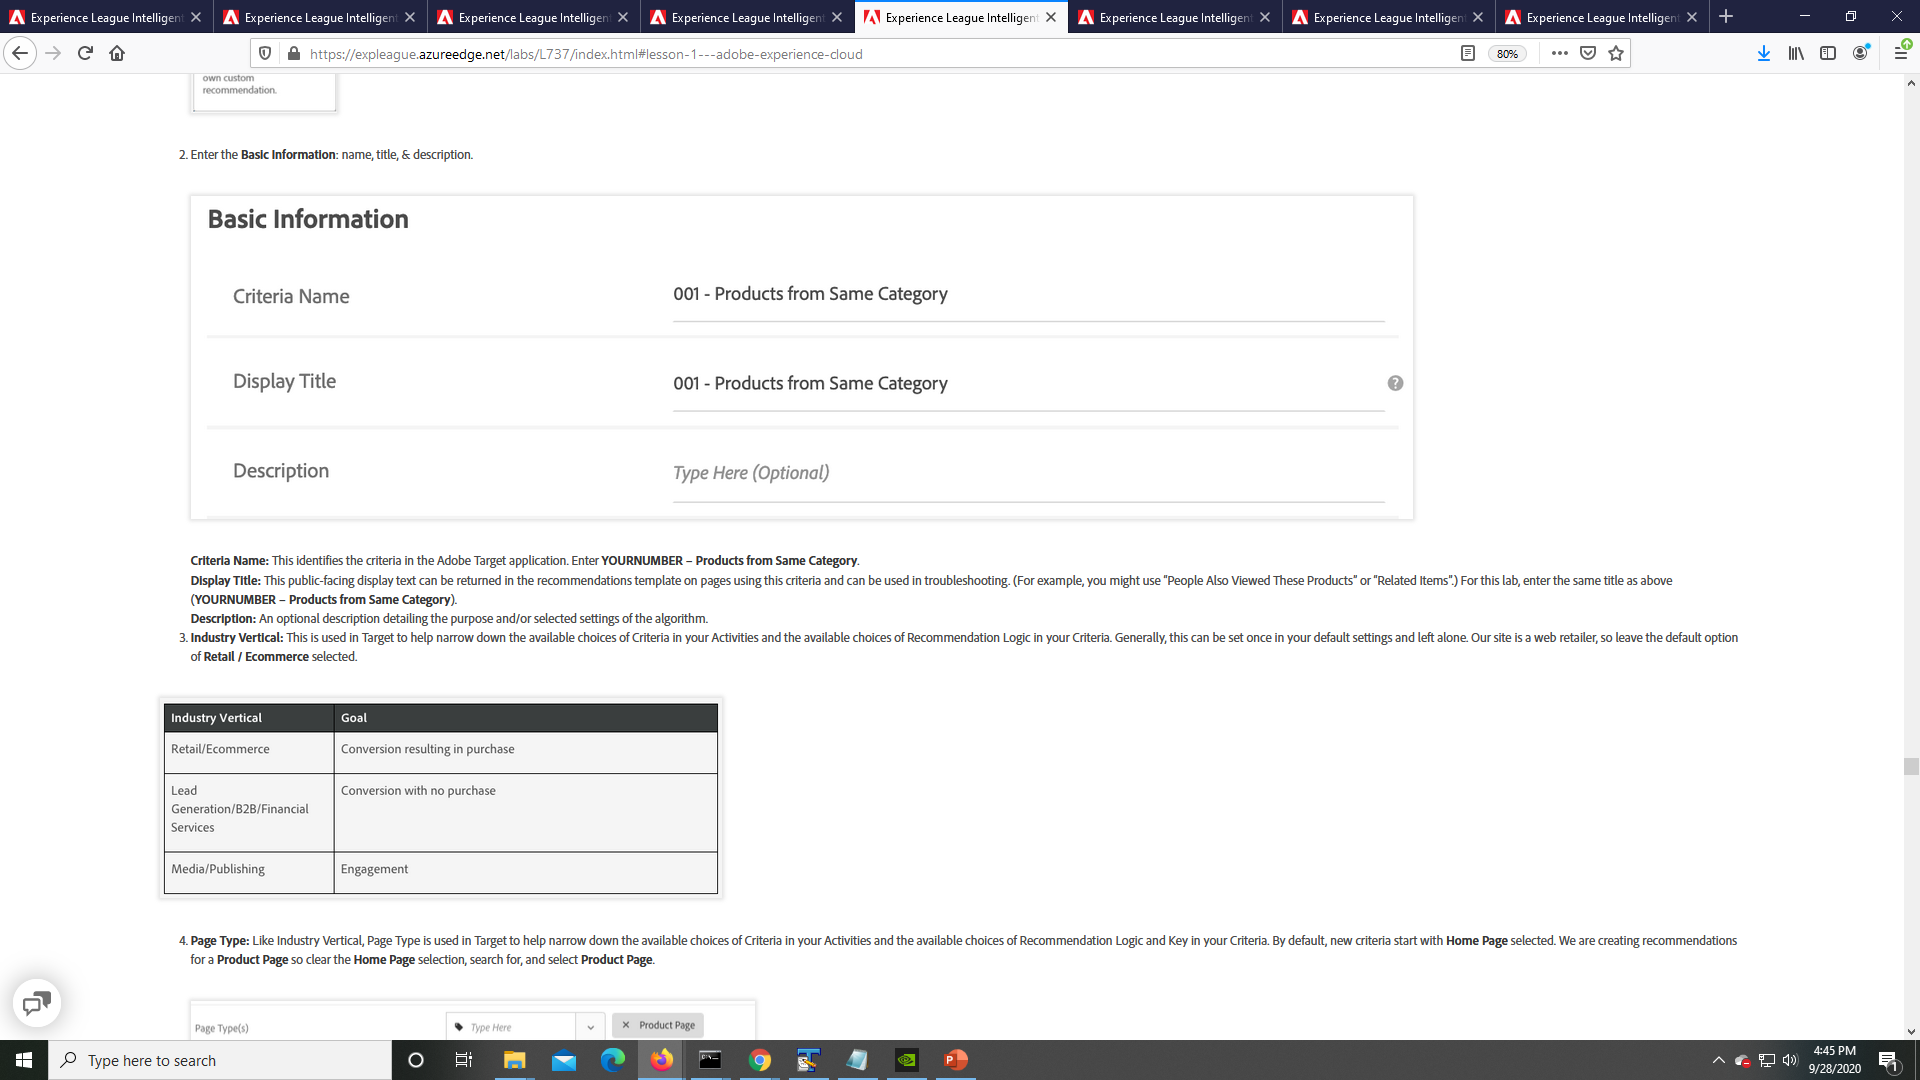 Experience League Intelligent
Experience League Intelligent
Experience League Intelligent
Experience League Intelligent
Experience League Intelligent
Experience League Intelligent
Experience League Intelligent
Experience League Intelligent
https://expleague.azureedge.net/labs/L737/index.html#lesson-1---adobe-experience-cloud
80%
own custom
recommendation.
2. Enter the Basic Information: name, title, & description.
Basic Information
Criteria Name
001 - Products from Same Category
Display Title
001 - Products from Same Category
?
Description
Type Here (Optional)
Criteria Name: This identifies the criteria in the Adobe Target application. Enter YOURNUMBER – Products from Same Category.
Display Title: This public-facing display text can be returned in the recommendations template on pages using this criteria and can be used in troubleshooting. (For example, you might use "People Also Viewed These Products" or "Related Items".) For this lab, enter the same title as above
(YOURNUMBER – Products from Same Category).
Description: An optional description detailing the purpose and/or selected settings of the algorithm.
3. Industry Vertical: This is used in Target to help narrow down the available choices of Criteria in your Activities and the available choices of Recommendation Logic in your Criteria. Generally, this can be set once in your default settings and left alone. Our site is a web retailer, so leave the default option
of Retail / Ecommerce selected.
Industry Vertical
Goal
Retail/Ecommerce
Conversion resulting in purchase
Lead
Generation/B2B/Financial
Services
Conversion with no purchase
Media/Publishing
Engagement
4. Page Type: Like Industry Vertical, Page Type is used in Target to help narrow down the available choices of Criteria in your Activities and the available choices of Recommendation Logic and Key in your Criteria. By default, new criteria start with Home Page selected. We are creating recommendations
for a Product Page so clear the Home Page selection, search for, and select Product Page.
Page Type(s)
Type Here
Product Page
Type here to search
4:45 PM
9/28/2020
1